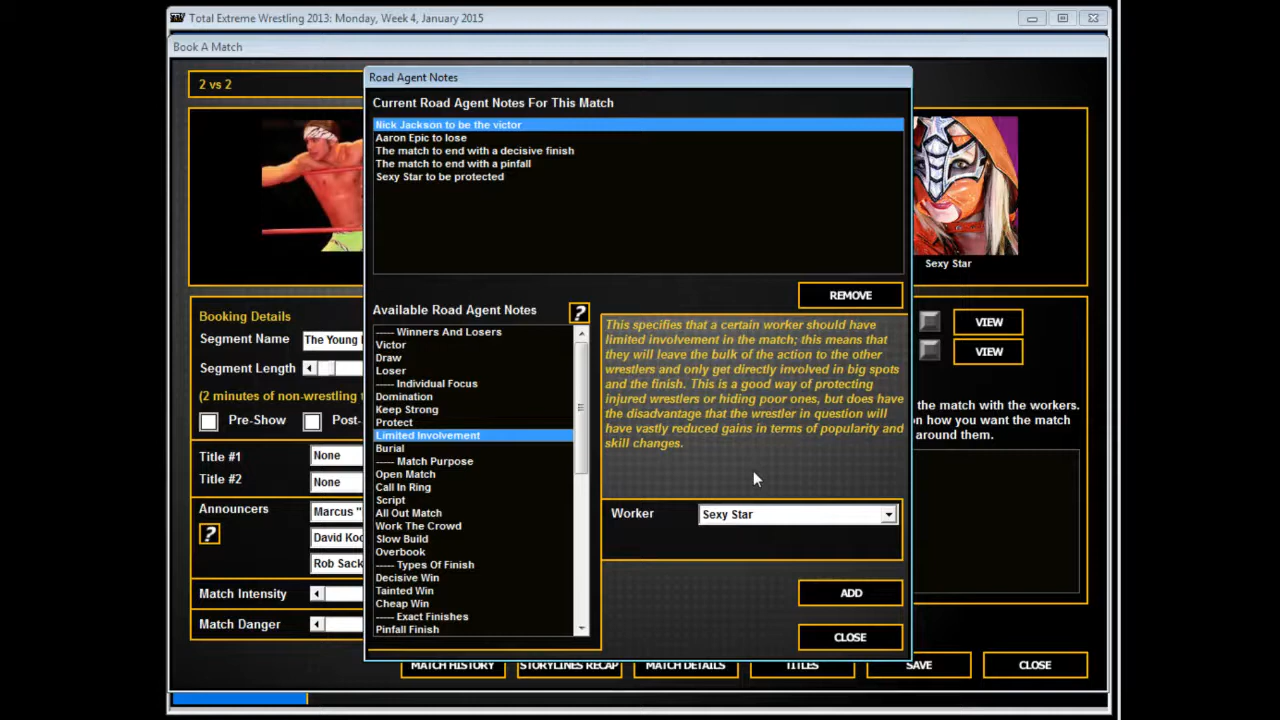 Total Extreme Wrestling 2013: Monday, Week 4, January 2015
Book A Match
2 vs 2
Road Agent Notes
Current Road Agent Notes For This Match
Nick Jackson to be the victor
Aaron Epic to lose
The match to end with a decisive finish
The match to end with a pinfall
Sexy Star to be protected
Sexy Star
REMOVE
Available Road Agent Notes
?
----- Winners And Losers
Victor
Draw
Loser
----- Individual Focus
Domination
Keep Strong
Protect
Limited Involvement
Burial
----- Match Purpose
Open Match
Call In Ring
Script
All Out Match
Work The Crowd
Slow Build
Overbook
----- Types Of Finish
Decisive Win
Tainted Win
Cheap Win
----- Exact Finishes
Pinfall Finish
This specifies that a certain worker should have
limited involvement in the match; this means that
they will leave the bulk of the action to the other
wrestlers and only get directly involved in big spots
and the finish. This is a good way of protecting
injured wrestlers or hiding poor ones, but does have
the disadvantage that the wrestler in question will
have vastly reduced gains in terms of popularity and
skill changes.
Worker
Sexy Star
ADD
CLOSE
Booking Details
Segment Name
The Young
Segment Length
(2 minutes of non-wrestling
Pre-Show
Post-
Title #1
None
Title #2
None
Announcers
Marcus "
?
David Koo
Rob Sack
Match Intensity
Match Danger
VIEW
VIEW
the match with the workers.
on how you want the match
around them.
MATCH HISTORY
STORYLINES RECAP
MATCH DETAILS
TITLES
SAVE
CLOSE